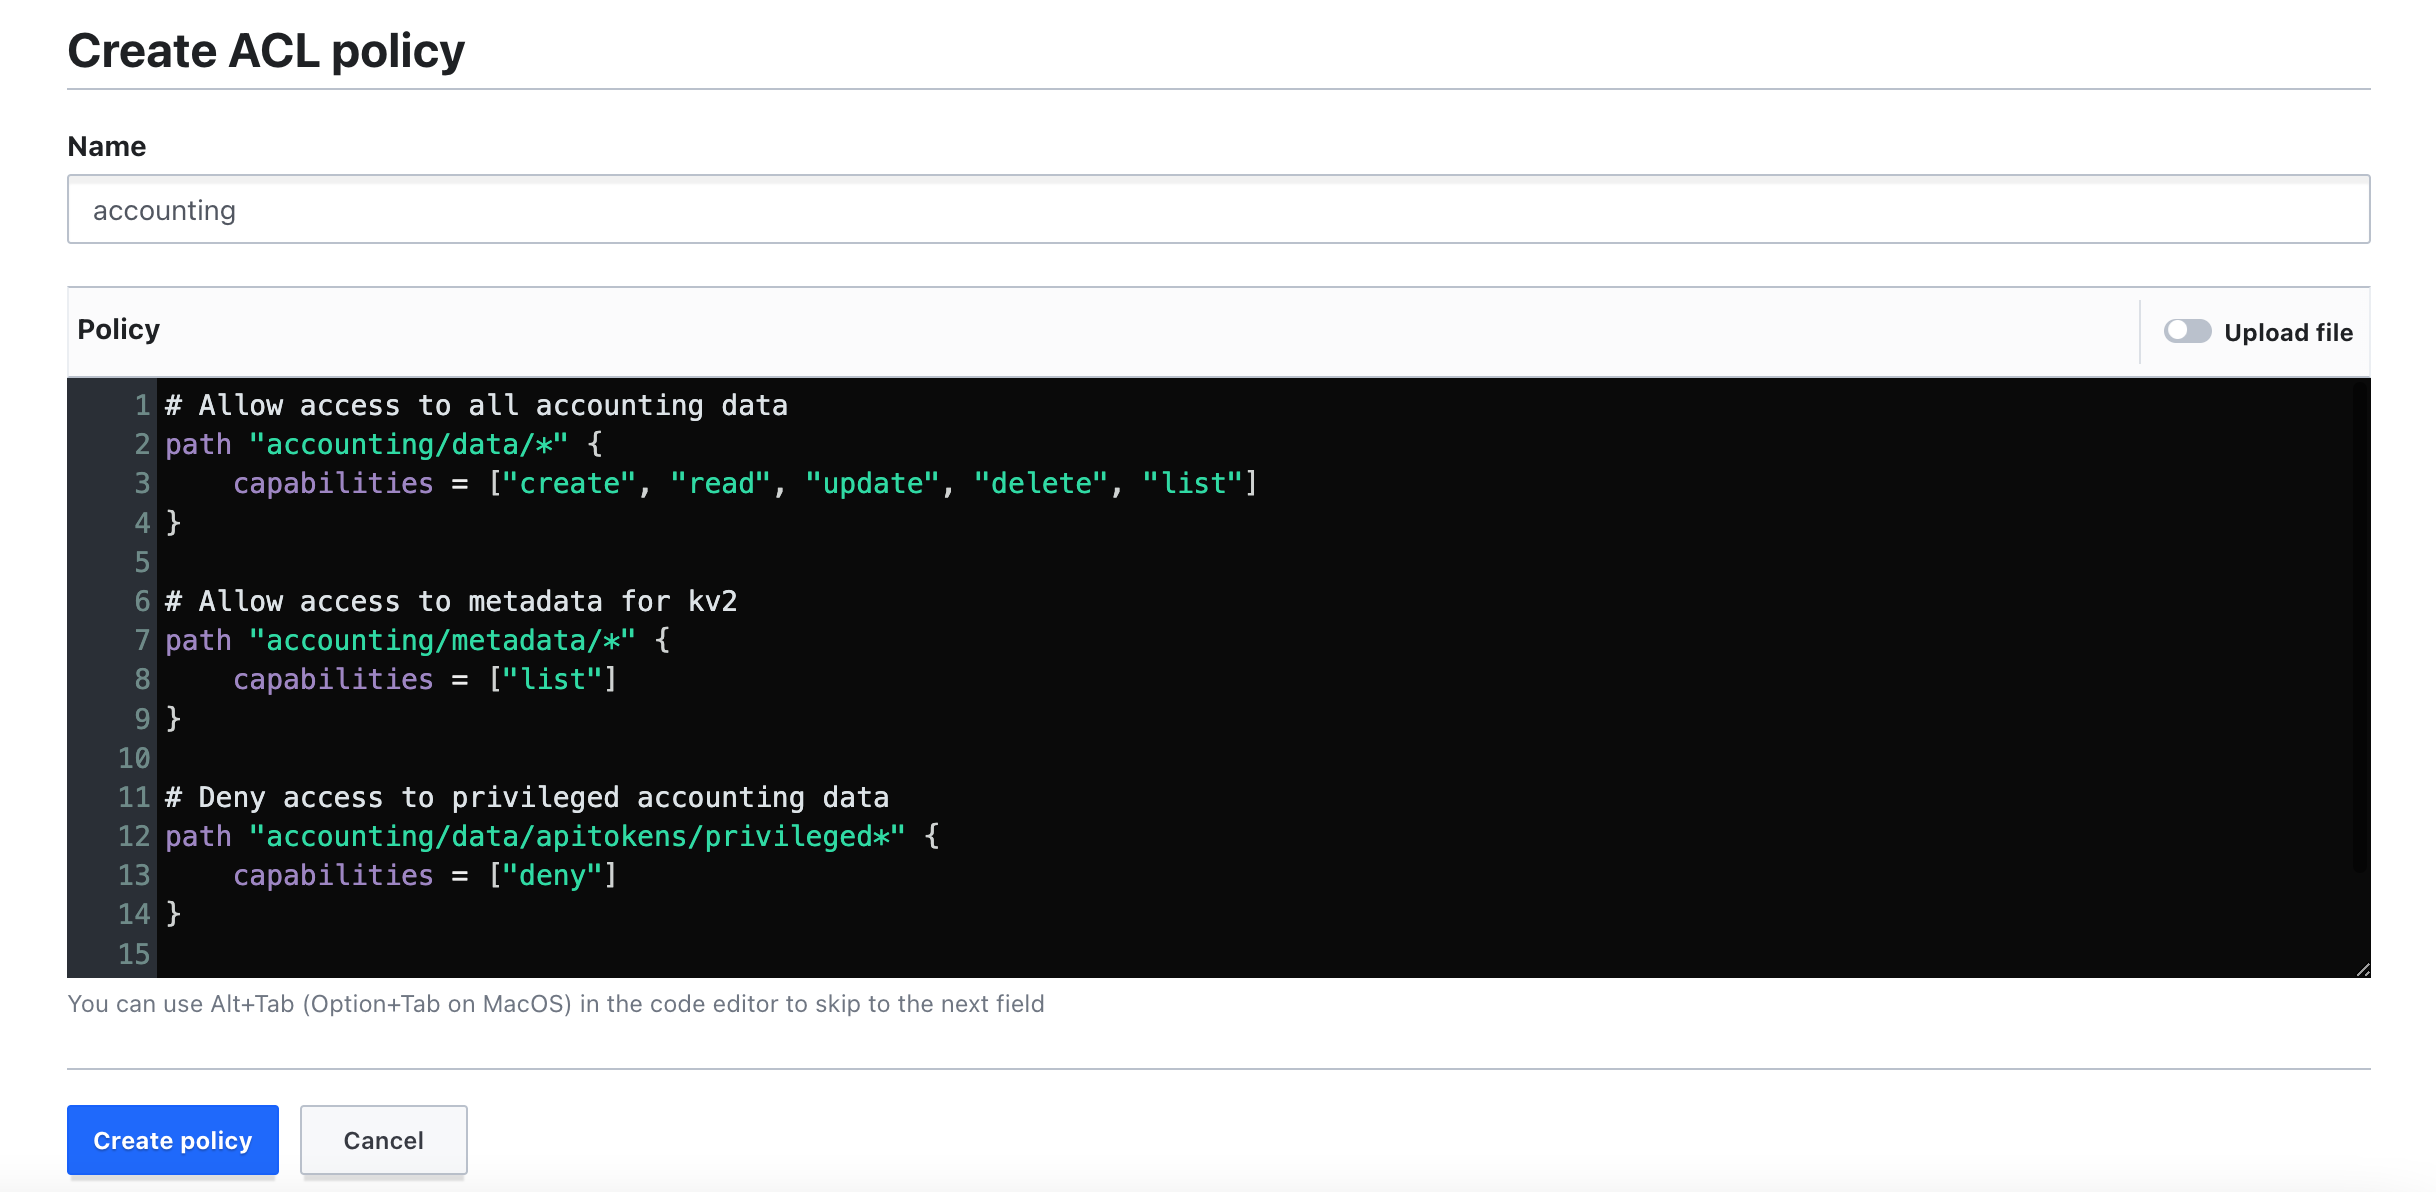 Create ACL policy
Name
accounting
Policy
Upload file
1 # Allow access to all accounting data
2 path "accounting/data/*" {
3     capabilities = ["create", "read", "update", "delete", "list"]
4 }
5
6 # Allow access to metadata for kv2
7 path "accounting/metadata/*" {
8     capabilities = ["list"]
9 }
10
11 # Deny access to privileged accounting data
12 path "accounting/data/apitokens/privileged*" {
13     capabilities = ["deny"]
14 }
15
You can use Alt+Tab (Option+Tab on MacOS) in the code editor to skip to the next field
Create policy
Cancel